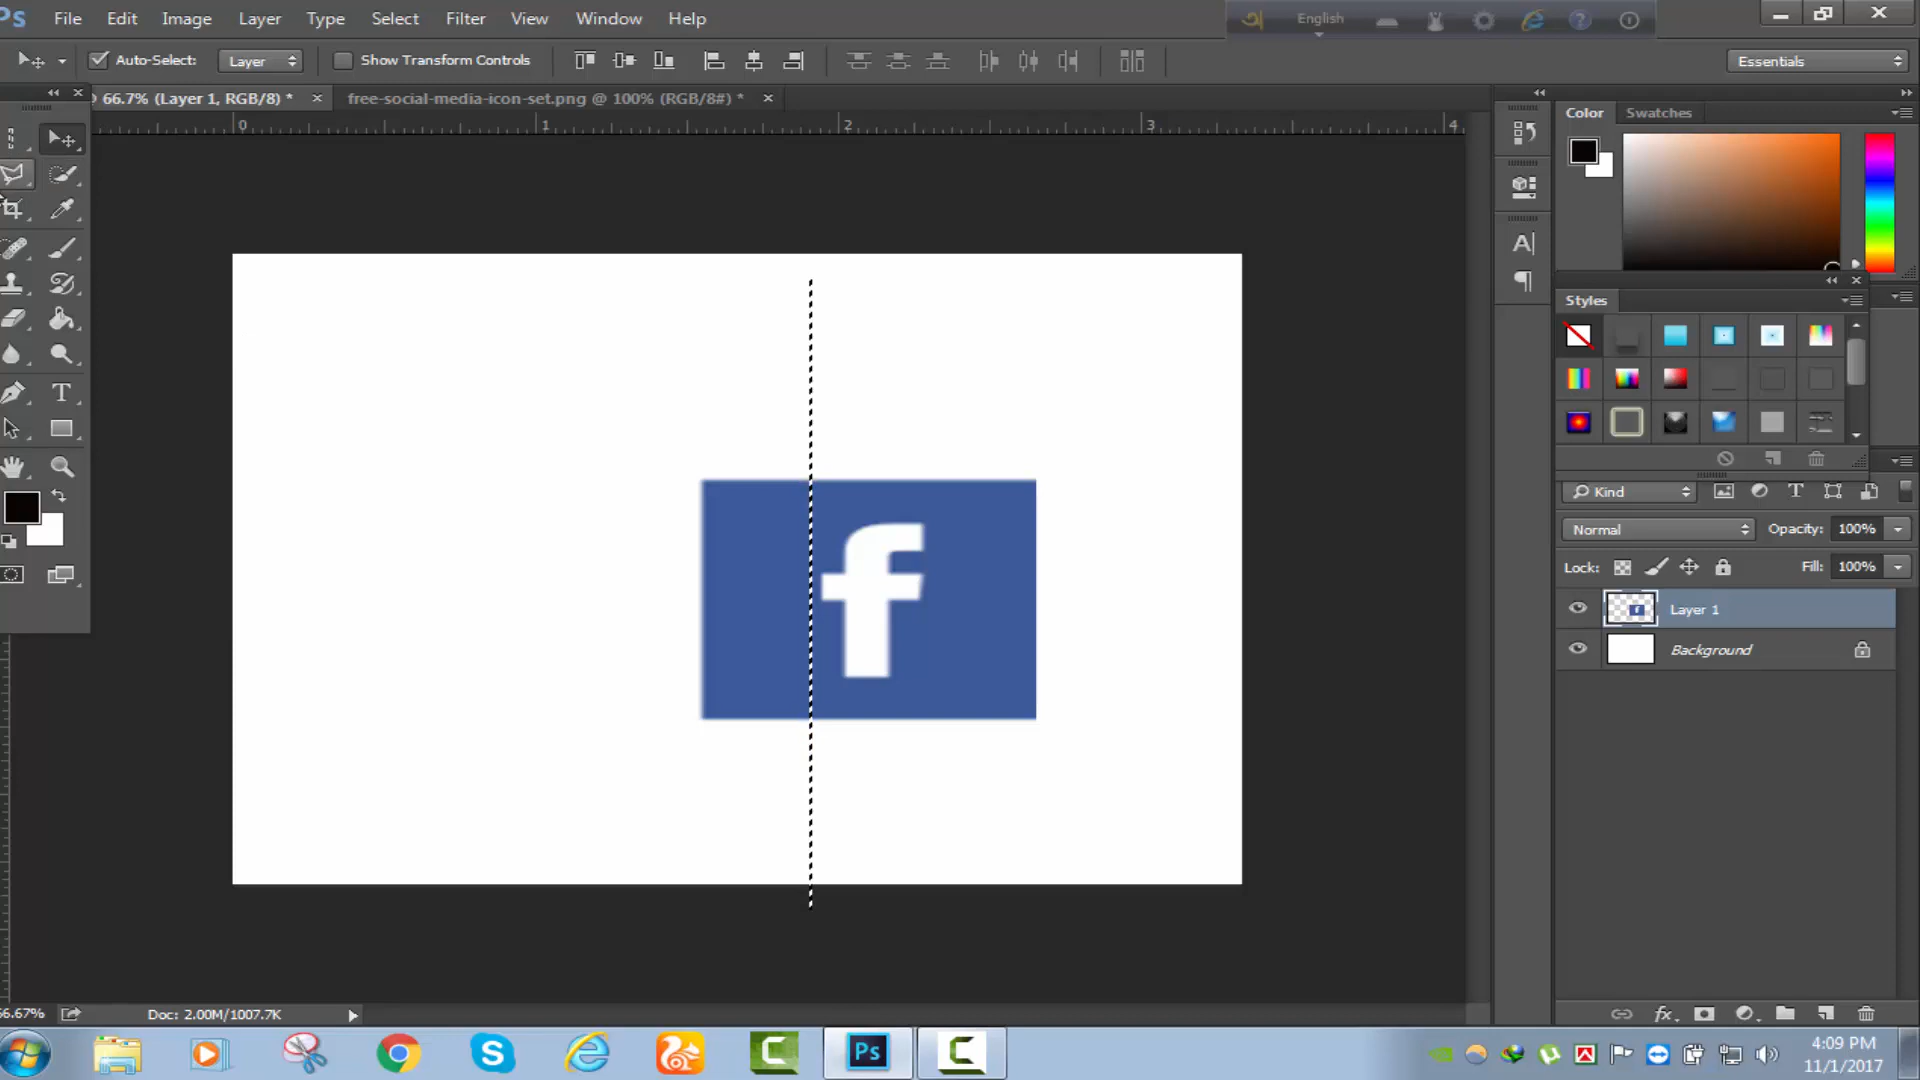 Ps File Edit Image Layer Type Select Filter View Window Help
অ English
Auto-Select: Layer Show Transform Controls Essentials
66.7% (Layer 1, RGB/8) * × free-social-media-icon-set.png @ 100% (RGB/8#) * ×
0 1 2 3 4
Color Swatches
Styles
T
A|
f
Kind T
Normal Opacity: 100%
Lock: Fill: 100%
Layer 1
Background
fx
66.67% Doc: 2.00M/1007.7K
Ps
4:09 PM
11/1/2017